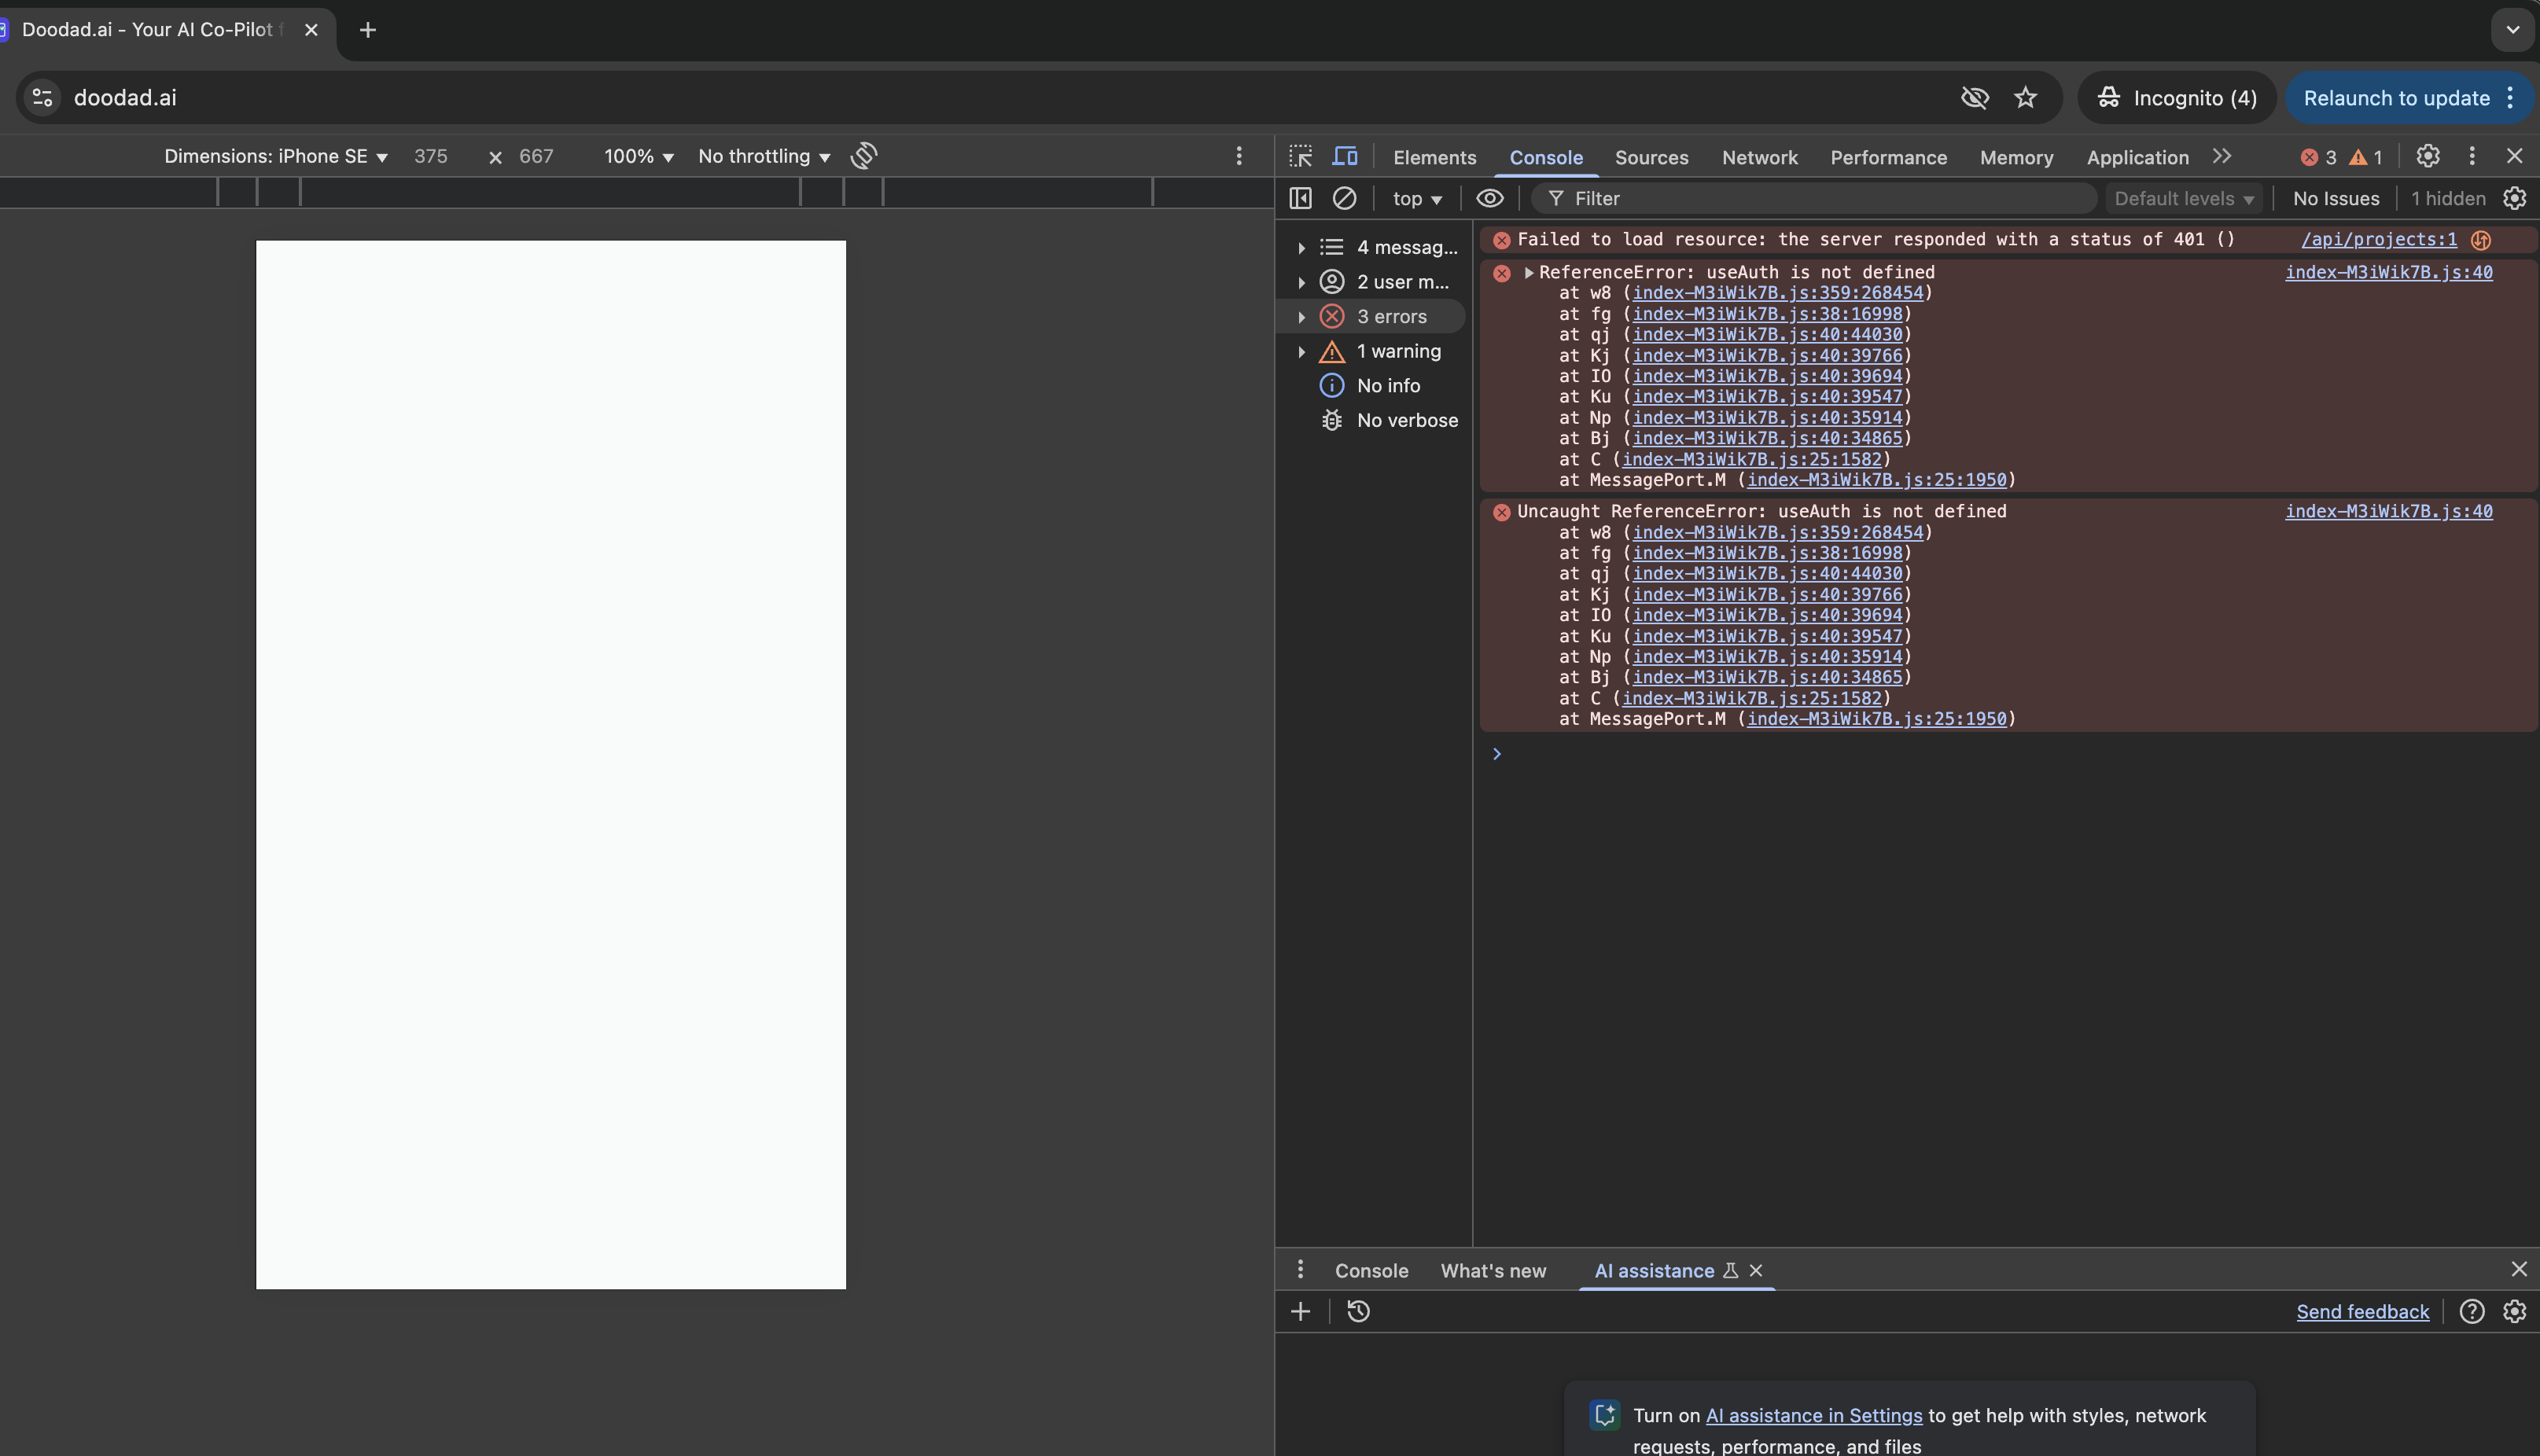 Doodad.ai - Your AI Co-Pilot f
doodad.ai
Incognito (4)
Relaunch to update
Dimensions: iPhone SE
375
667
100%
No throttling
Elements
Console
Sources
Network
Performance
Memory
Application
3
1
top
Filter
Default levels
No Issues
1 hidden
4 messag...
2 user m...
3 errors
1 warning
No info
No verbose
Failed to load resource: the server responded with a status of 401 () /api/projects:1
ReferenceError: useAuth is not defined index-M3iWik7B.js:40
at w8 (index-M3iWik7B.js:359:268454)
at fg (index-M3iWik7B.js:38:16998)
at qj (index-M3iWik7B.js:40:44030)
at Kj (index-M3iWik7B.js:40:39766)
at IO (index-M3iWik7B.js:40:39694)
at Ku (index-M3iWik7B.js:40:39547)
at Np (index-M3iWik7B.js:40:35914)
at Bj (index-M3iWik7B.js:40:34865)
at C (index-M3iWik7B.js:25:1582)
at MessagePort.M (index-M3iWik7B.js:25:1950)
Uncaught ReferenceError: useAuth is not defined index-M3iWik7B.js:40
at w8 (index-M3iWik7B.js:359:268454)
at fg (index-M3iWik7B.js:38:16998)
at qj (index-M3iWik7B.js:40:44030)
at Kj (index-M3iWik7B.js:40:39766)
at IO (index-M3iWik7B.js:40:39694)
at Ku (index-M3iWik7B.js:40:39547)
at Np (index-M3iWik7B.js:40:35914)
at Bj (index-M3iWik7B.js:40:34865)
at C (index-M3iWik7B.js:25:1582)
at MessagePort.M (index-M3iWik7B.js:25:1950)
Console
What's new
AI assistance
Send feedback
Turn on AI assistance in Settings to get help with styles, network
requests, performance, and files